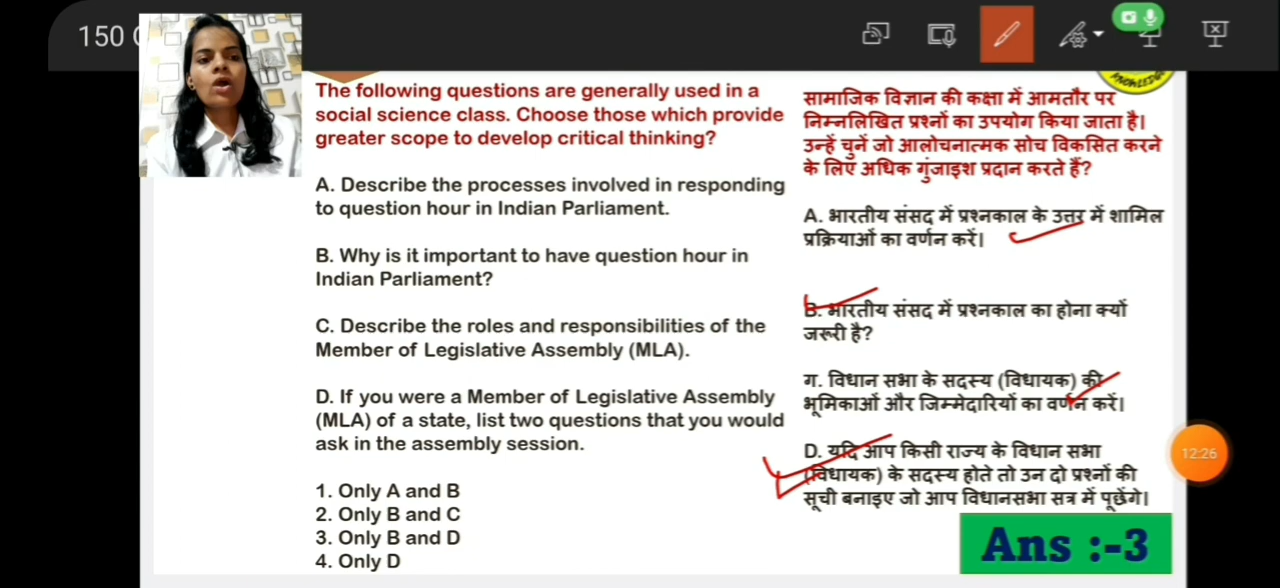 150
KNOWLEDGE
The following questions are generally used in a
social science class. Choose those which provide
greater scope to develop critical thinking?
A. Describe the processes involved in responding
to question hour in Indian Parliament.
B. Why is it important to have question hour in
Indian Parliament?
C. Describe the roles and responsibilities of the
Member of Legislative Assembly (MLA).
D. If you were a Member of Legislative Assembly
(MLA) of a state, list two questions that you would
ask in the assembly session.
1. Only A and B
2. Only B and C
3. Only B and D
4. Only D
सामाजिक विज्ञान की कक्षा में आमतौर पर
निम्नलिखित प्रश्नों का उपयोग किया जाता है।
उन्हें चुनें जो आलोचनात्मक सोच विकसित करने
के लिए अधिक गुंजाइश प्रदान करते हैं?
A. भारतीय संसद में प्रश्नकाल के उत्तर में शामिल
प्रक्रियाओं का वर्णन करें।
B. भारतीय संसद में प्रश्नकाल का होना क्यों
जरूरी है?
ग. विधान सभा के सदस्य (विधायक) की
भूमिकाओं और जिम्मेदारियों का वर्णन करें।
D. यदि आप किसी राज्य के विधान सभा
(विधायक) के सदस्य होते तो उन दो प्रश्नों की
सूची बनाइए जो आप विधानसभा सत्र में पूछेंगे।
12:26
Ans :-3